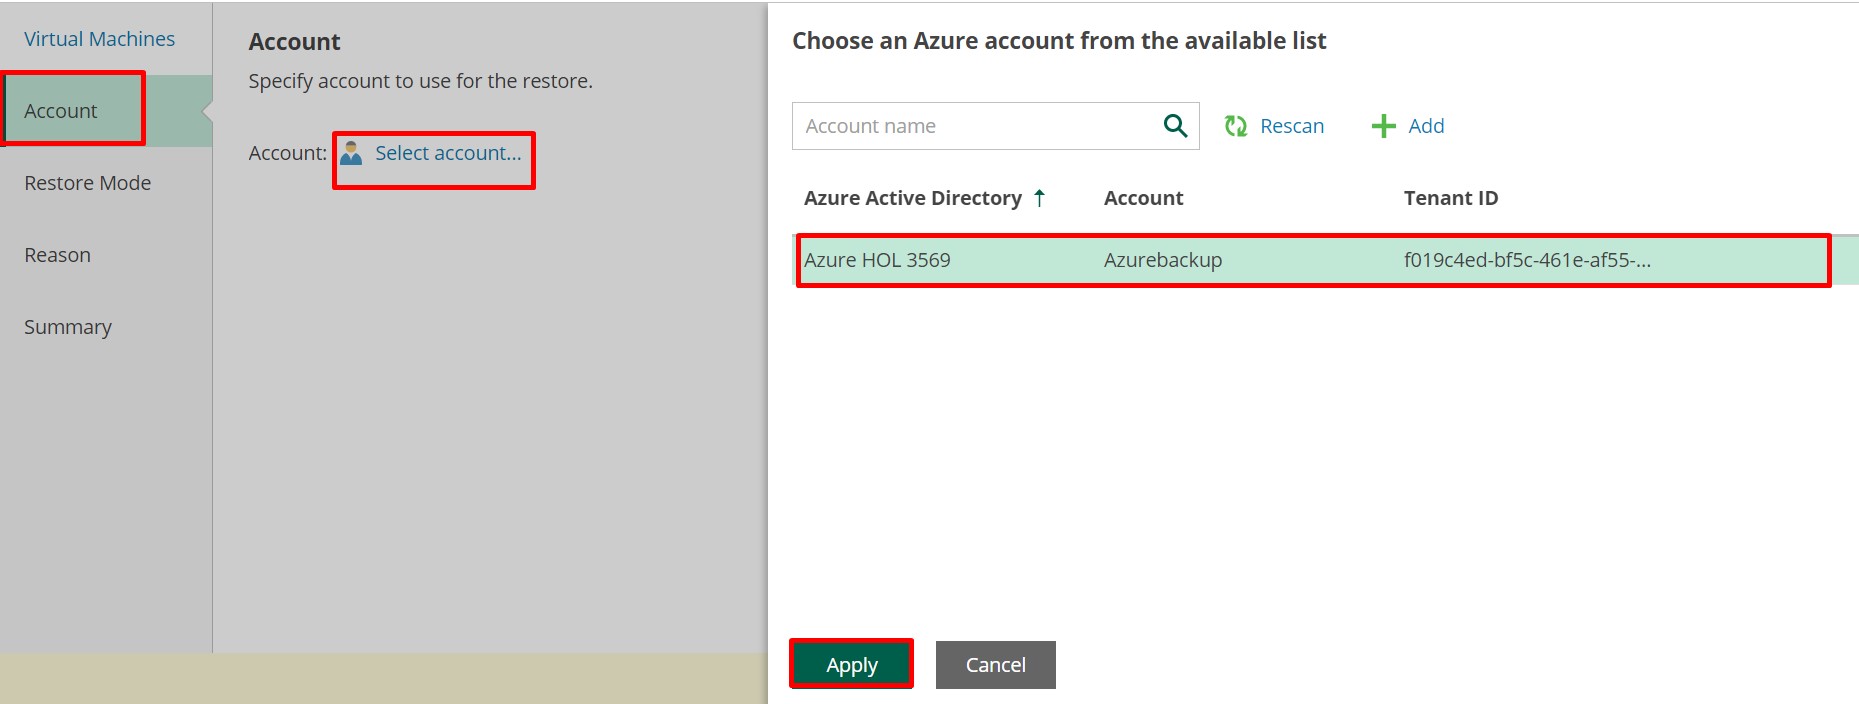 Virtual Machines
Account
Restore Mode
Reason
Summary
Account
Specify account to use for the restore.
Account: Select account...
Choose an Azure account from the available list
Account name
Rescan
Add
Azure Active Directory Account Tenant ID
Azure HOL 3569 Azurebackup f019c4ed-bf5c-461e-af55-...
Apply Cancel